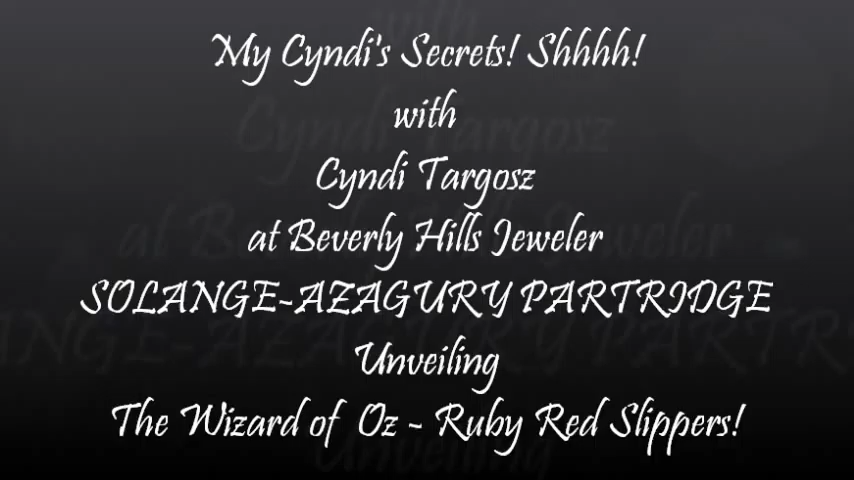 My Cyndi's Secrets! Shhhh!
with
Cyndi Targosz
at Beverly Hills Jeweler
SOLANGE-AZAGURY PARTRIDGE
Unveiling
The Wizard of Oz - Ruby Red Slippers!